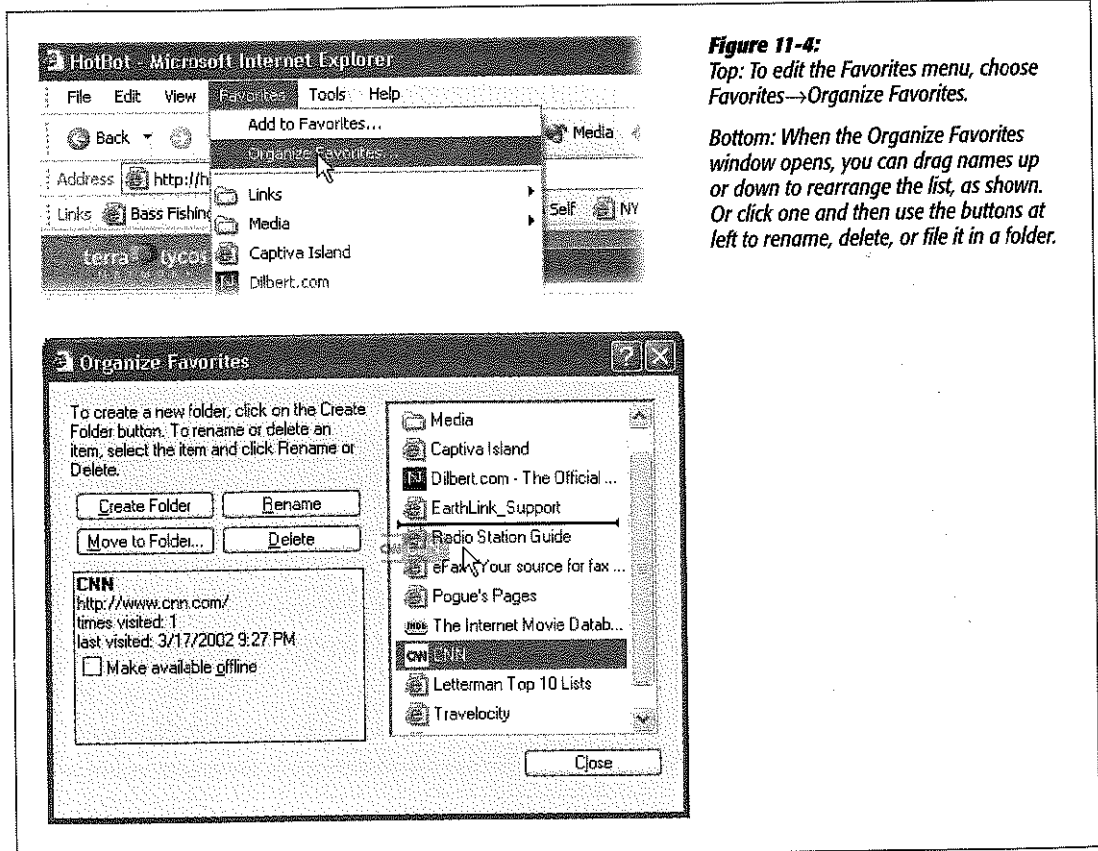 HotBot - Microsoft Internet Explorer
File Edit View Favorites Tools Help
Back Media
Add to Favorites...
Organize Favorites...
Address http://h
Links Bass Fishing Self NY
Links
Media
Captiva Island
Dilbert.com
terra lycos
Figure 11-4:
Top: To edit the Favorites menu, choose
Favorites→Organize Favorites.
Bottom: When the Organize Favorites
window opens, you can drag names up
or down to rearrange the list, as shown.
Or click one and then use the buttons at
left to rename, delete, or file it in a folder.
Organize Favorites
To create a new folder, click on the Create
Folder button. To rename or delete an
item, select the item and click Rename or
Delete.
Create Folder Rename
Move to Folder... Delete
CNN
http://www.cnn.com/
times visited: 1
last visited: 3/17/2002 9:27 PM
Make available offline
Media
Captiva Island
Dilbert.com - The Official ...
EarthLink_Support
Radio Station Guide
eFax Your source for fax ...
Pogue's Pages
The Internet Movie Datab...
CNN CNN
Letterman Top 10 Lists
Travelocity
Close